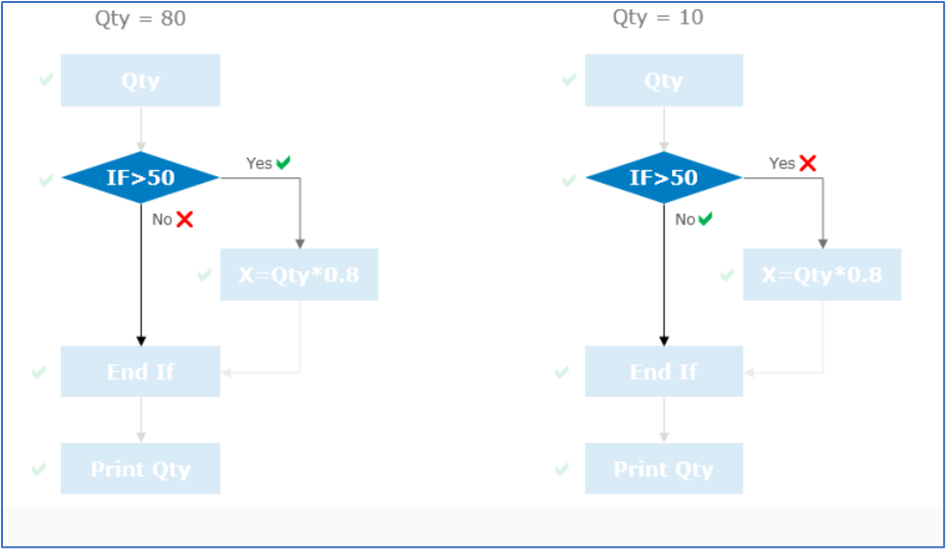 Qty = 80
Qty
IF>50
Yes
No
X=Qty*0.8
End If
Print Qty
Qty = 10
Qty
IF>50
Yes
No
X=Qty*0.8
End If
Print Qty